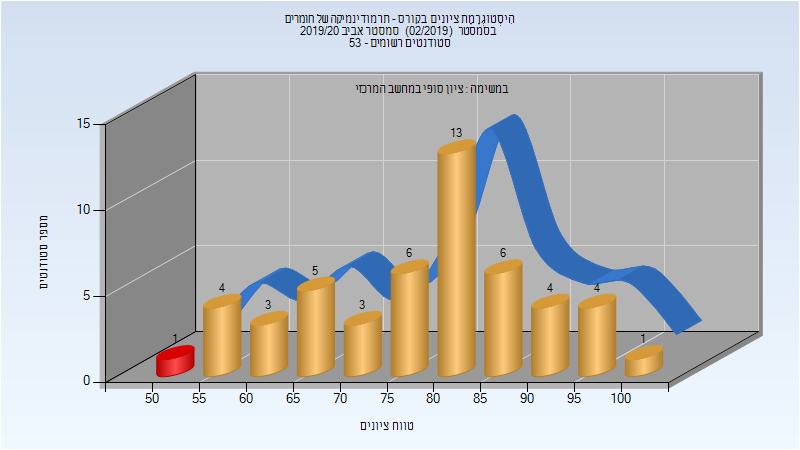 היסטוגרמת ציונים בקורס - תרמודינמיקה של חומרים
בסמסטר (02/2019) סמסטר אביב 2019/20
סטודנטים רשומים - 53
במשימה : ציון סופי במחשב המרכזי
15
10
5
0
מספר סטודנטים
1
4
3
5
3
6
13
6
4
4
1
50 55 60 65 70 75 80 85 90 95 100
טווח ציונים